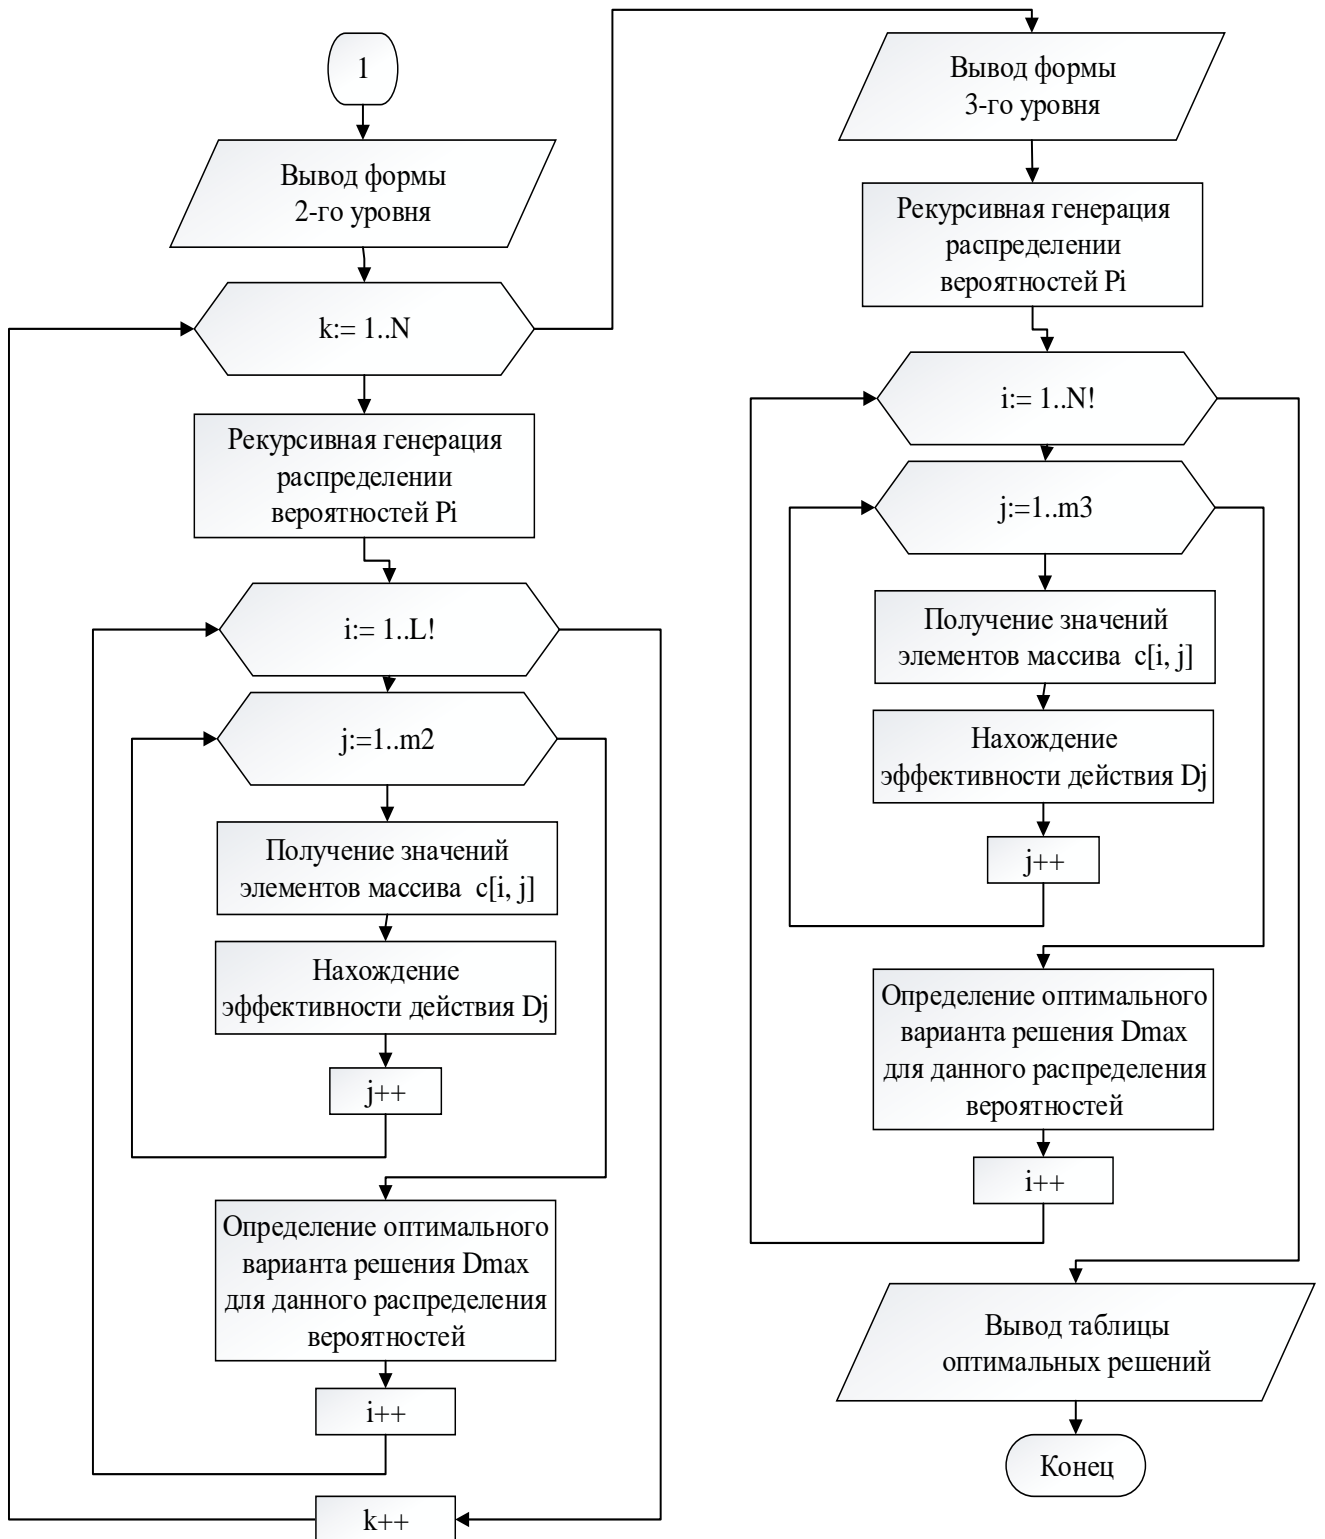 1
Вывод формы
2-го уровня
k:= 1..N
Рекурсивная генерация
распределении
вероятностей Pi
i:= 1..L!
j:=1..m2
Получение значений
элементов массива c[i, j]
Нахождение
эффективности действия Dj
j++
Определение оптимального
варианта решения Dmax
для данного распределения
вероятностей
i++
k++
Вывод формы
3-го уровня
Рекурсивная генерация
распределении
вероятностей Pi
i:= 1..N!
j:=1..m3
Получение значений
элементов массива c[i, j]
Нахождение
эффективности действия Dj
j++
Определение оптимального
варианта решения Dmax
для данного распределения
вероятностей
i++
Вывод таблицы
оптимальных решений
Конец